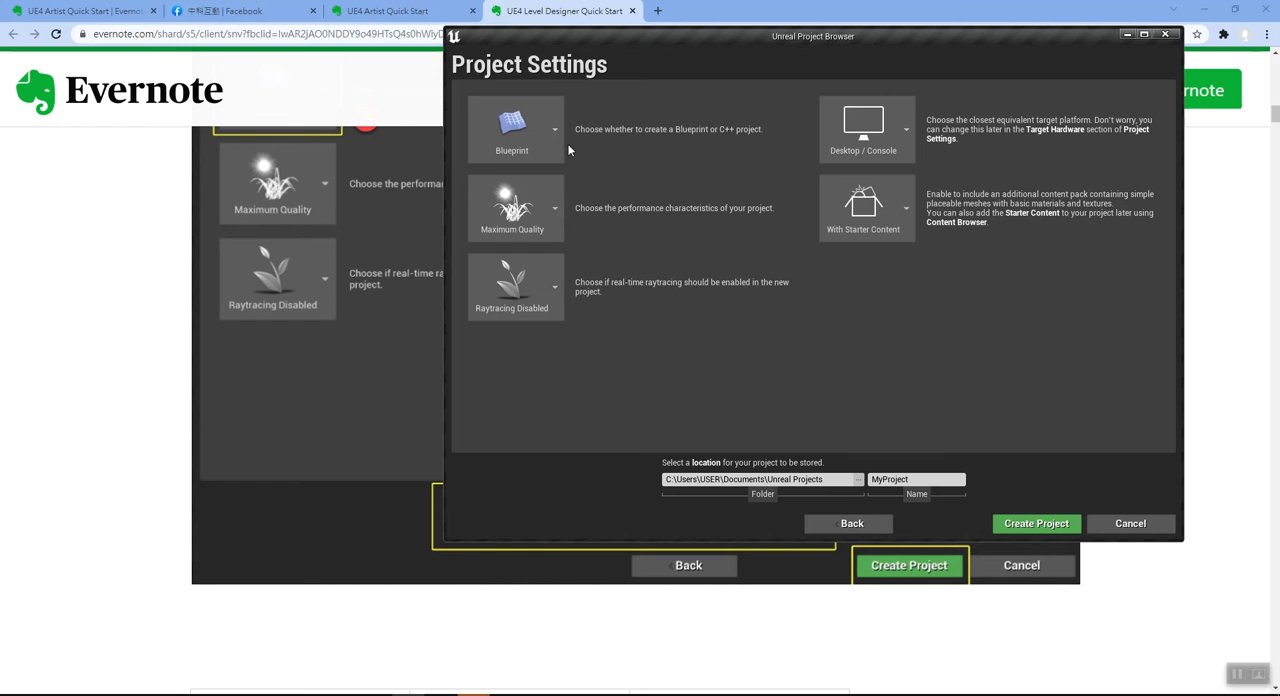 UE4 Artist Quick Start | Everno
中科互動 | Facebook
UE4 Artist Quick Start
UE4 Level Designer Quick Start
evernote.com/shard/s5/client/snv?fbclid=IwAR2jAO0NDDY9o49HTsQ4s0hWiyD
Evernote
rnote
Unreal Project Browser
Project Settings
Blueprint
Choose whether to create a Blueprint or C++ project.
Desktop / Console
Choose the closest equivalent target platform. Don't worry, you
can change this later in the Target Hardware section of Project
Settings.
Maximum Quality
Choose the performance characteristics of your project.
With Starter Content
Enable to include an additional content pack containing simple
placeable meshes with basic materials and textures.
You can also add the Starter Content to your project later using
Content Browser.
Raytracing Disabled
Choose if real-time raytracing should be enabled in the new
project.
Maximum Quality
Choose the performa
Raytracing Disabled
Choose if real-time ra
project.
Select a location for your project to be stored.
C:\Users\USER\Documents\Unreal Projects
...
MyProject
Folder
Name
Back
Create Project
Cancel
Back
Create Project
Cancel